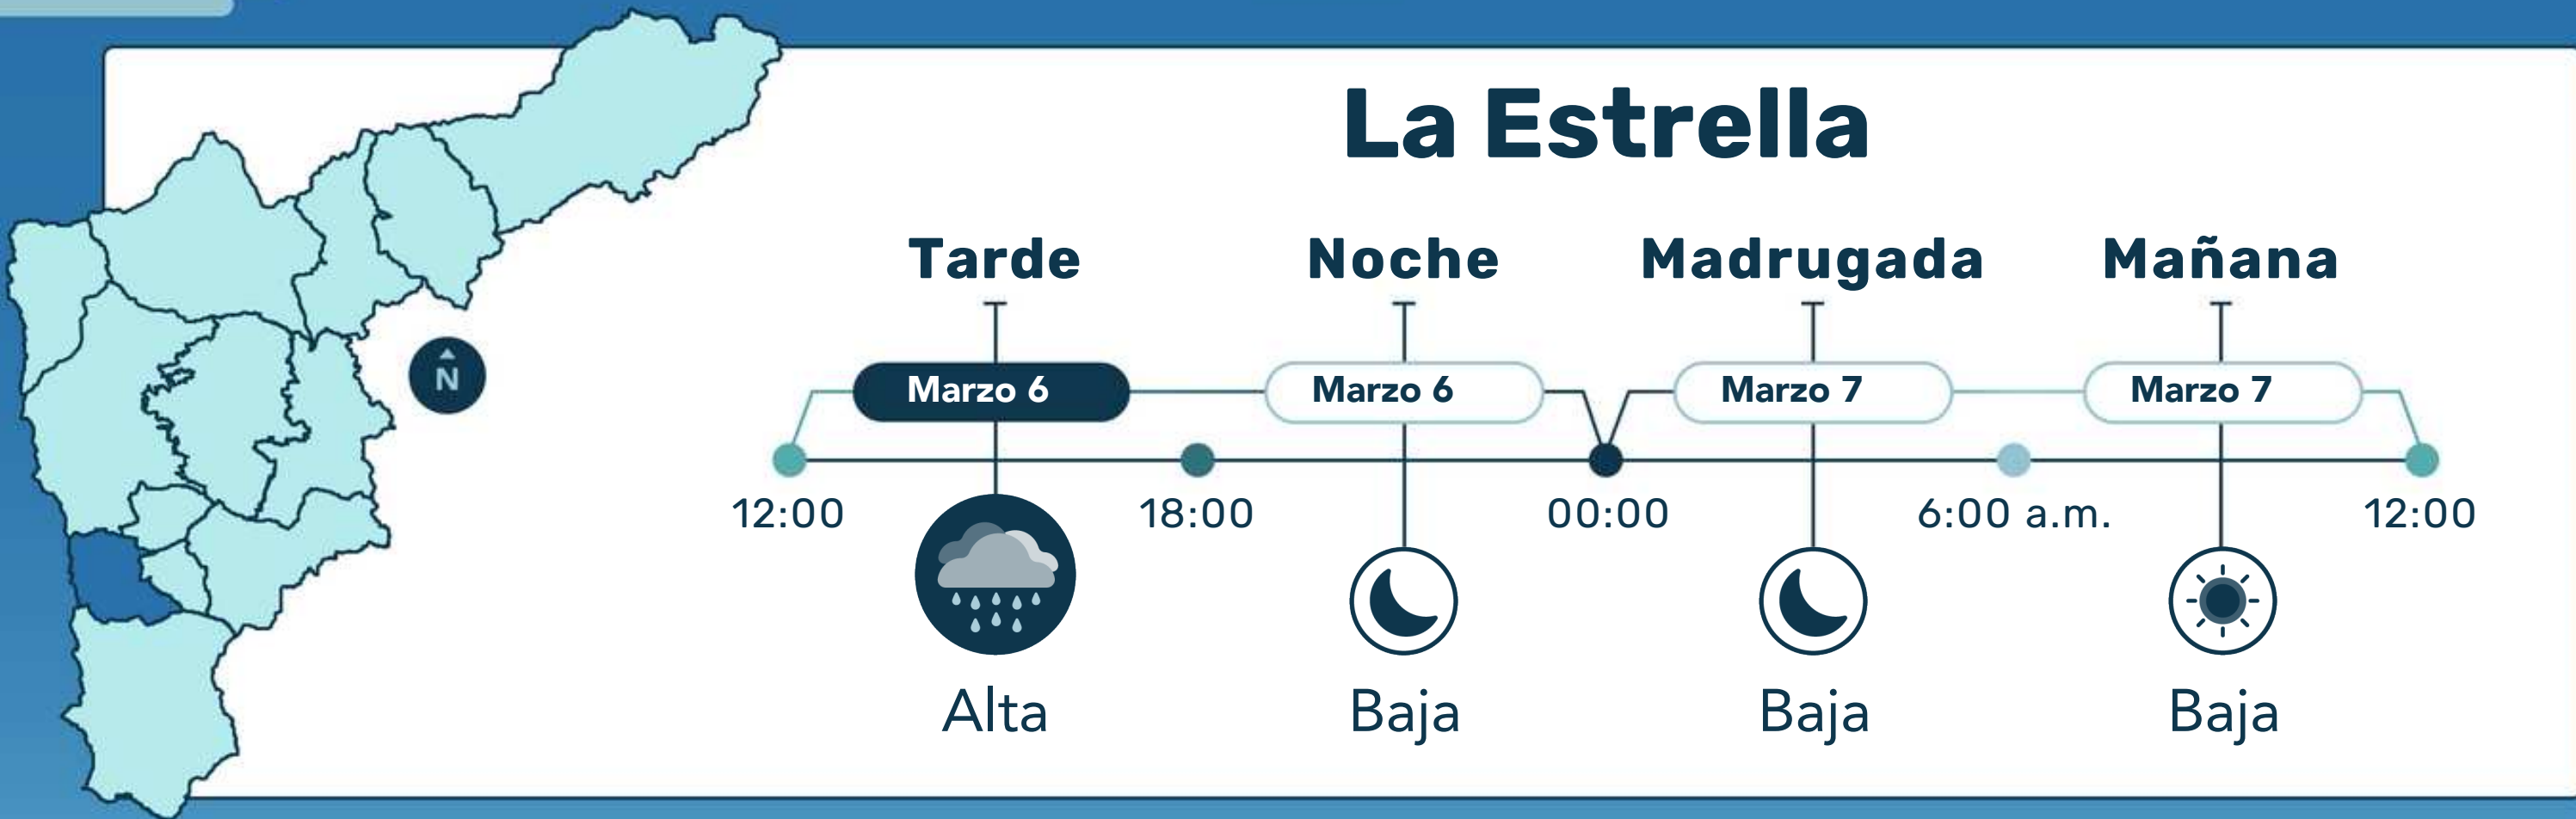 La Estrella
Tarde Noche Madrugada Mañana
Marzo 6 Marzo 6 Marzo 7 Marzo 7
N
12:00 18:00 00:00 6:00 a.m. 12:00
Alta Baja Baja Baja